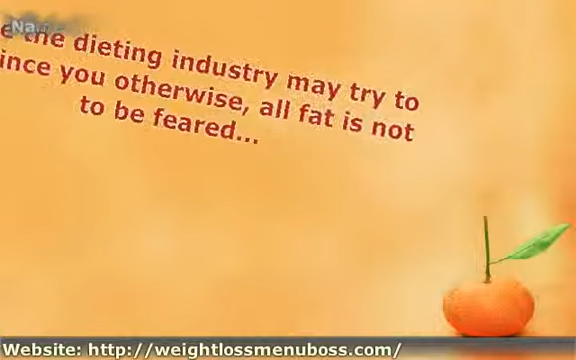 the dieting industry may try to
ince you otherwise, all fat is not
to be feared...
Website: http://weightlossmenuboss.com/